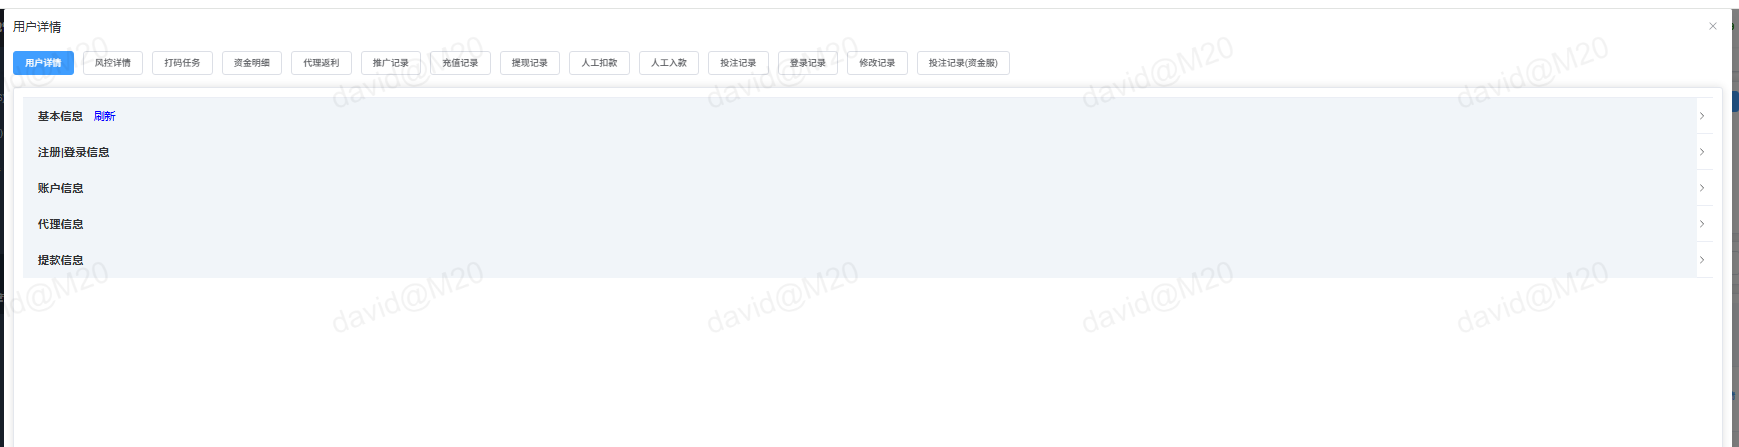 用户详情
用户详情 风控详情 打码任务 资金明细 代理返利 推广记录 充值记录 提现记录 人工扣款 人工入款 投注记录 登录记录 修改记录 投注记录(资金服)
基本信息 刷新
注册|登录信息
账户信息
代理信息
提款信息
david@M20 david@M20 david@M20 david@M20
david@M20 david@M20 david@M20 david@M20